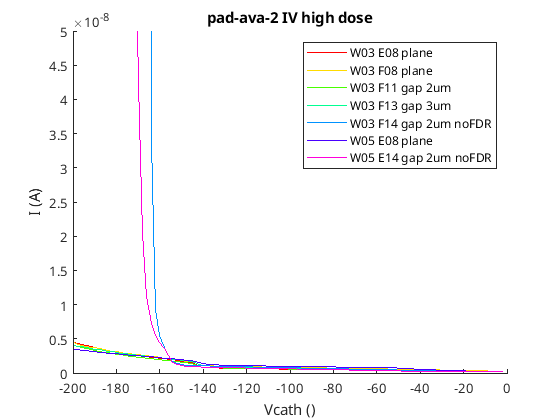 pad-ava-2 IV high dose
×10⁻⁸
5
4.5
4
3.5
3
2.5
2
1.5
1
0.5
0
I (A)
W03 E08 plane
W03 F08 plane
W03 F11 gap 2um
W03 F13 gap 3um
W03 F14 gap 2um noFDR
W05 E08 plane
W05 E14 gap 2um noFDR
-200 -180 -160 -140 -120 -100 -80 -60 -40 -20 0
Vcath ()